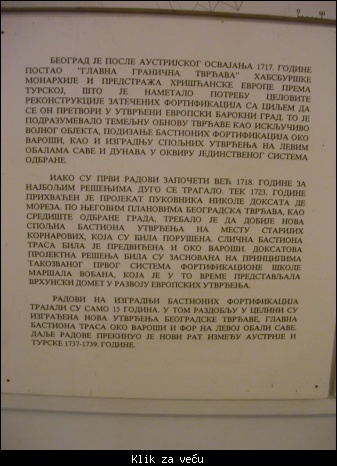 БЕОГРАД ЈЕ ПОСЛЕ АУСТРИЈСКОГ ОСВАЈАЊА 1717. ГОДИНЕ
ПОСТАО "ГЛАВНА ГРАНИЧНА ТВРЂАВА" ХАБСБУРШКЕ
МОНАРХИЈЕ И ПРЕДСТРАЖА ХРИШЋАНСКЕ ЕВРОПЕ ПРЕМА
ТУРСКОЈ, ШТО ЈЕ НАМЕТАЛО ПОТРЕБУ ЦЕЛОВИТЕ
РЕКОНСТРУКЦИЈЕ ЗАТЕЧЕНИХ ФОРТИФИКАЦИЈА СА ЦИЉЕМ ДА
СЕ ОН ПРЕТВОРИ У УТВРЂЕНИ ЕВРОПСКИ БАРОКНИ ГРАД. ТО ЈЕ
ПОДРАЗУМЕВАЛО ТЕМЕЉНУ ОБНОВУ ТВРЂАВЕ КАО ИСКЉУЧИВО
ВОЈНОГ ОБЈЕКТА, ПОДИЗАЊЕ БАСТИОНИХ ФОРТИФИКАЦИЈА ОКО
ВАРОШИ, КАО И ИЗГРАДЊУ СПОЉНИХ УТВРЂЕЊА НА ЛЕВИМ
ОБАЛАМА САВЕ И ДУНАВА У ОКВИРУ ЈЕДИНСТВЕНОГ СИСТЕМА
ОДБРАНЕ.
ИАКО СУ ПРВИ РАДОВИ ЗАПОЧЕТИ ВЕЋ 1718. ГОДИНЕ ЗА
НАЈБОЉИМ РЕШЕЊИМА ДУГО СЕ ТРАГАЛО. ТЕК 1723. ГОДИНЕ
ПРИХВАЋЕН ЈЕ ПРОЈЕКАТ ПУКОВНИКА НИКОЛЕ ДОКСАТА ДЕ
МОРЕЗА. ПО ЊЕГОВИМ ПЛАНОВИМА БЕОГРАДСКА ТВРЂАВА, КАО
СРЕДИШТЕ ОДБРАНЕ ГРАДА, ТРЕБАЛО ЈЕ ДА ДОБИЈЕ НОВА
СПОЉНА БАСТИОНА УТВРЂЕЊА НА МЕСТУ СТАРИЈИХ
КОРНАРОВИХ, КОЈА СУ БИЛА ПОРУШЕНА. СЛИЧНА БАСТИОНА
ТРАСА БИЛА ЈЕ ПРЕДВИЂЕНА И ОКО ВАРОШИ. ДОКСАТОВА
ПРОЈЕКТНА РЕШЕЊА БИЛА СУ ЗАСНОВАНА НА ПРИНЦИПИМА
ТАКОЗВАНОГ ПРВОГ СИСТЕМА ФОРТИФИКАЦИОНЕ ШКОЛЕ
МАРШАЛА ВОБАНА, КОЈА ЈЕ У ТО ВРЕМЕ ПРЕДСТАВЉАЛА
ВРХУНСКИ ДОМЕТ У РАЗВОЈУ ЕВРОПСКИХ УТВРЂЕЊА.
РАДОВИ НА ИЗГРАДЊИ БАСТИОНИХ ФОРТИФИКАЦИЈА
ТРАЈАЛИ СУ САМО 15 ГОДИНА. У ТОМ РАЗДОБЉУ У ЦЕЛИНИ СУ
ИЗГРАЂЕНА НОВА УТВРЂЕЊА БЕОГРАДСКЕ ТВРЂАВЕ, ГЛАВНА
БАСТИОНА ТРАСА ОКО ВАРОШИ И ФОР НА ЛЕВОЈ ОБАЛИ САВЕ.
ДАЉЕ РАДОВЕ ПРЕКИНУО ЈЕ НОВИ РАТ ИЗМЕЂУ АУСТРИЈЕ И
ТУРСКЕ 1737-1739. ГОДИНЕ.
Klik za veću